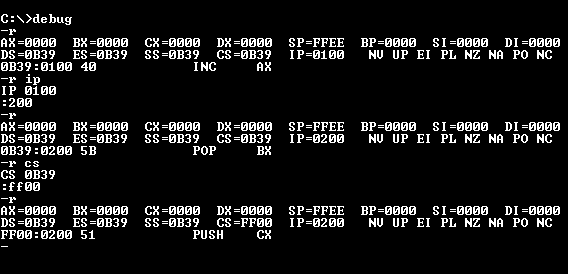 C:\>debug
-r
AX=0000  BX=0000  CX=0000  DX=0000  SP=FFEE  BP=0000  SI=0000  DI=0000
DS=0B39  ES=0B39  SS=0B39  CS=0B39  IP=0100   NV UP EI PL NZ NA PO NC
0B39:0100 40            INC     AX
-r ip
IP 0100
:200
-r
AX=0000  BX=0000  CX=0000  DX=0000  SP=FFEE  BP=0000  SI=0000  DI=0000
DS=0B39  ES=0B39  SS=0B39  CS=0B39  IP=0200   NV UP EI PL NZ NA PO NC
0B39:0200 5B            POP     BX
-r cs
CS 0B39
:ff00
-r
AX=0000  BX=0000  CX=0000  DX=0000  SP=FFEE  BP=0000  SI=0000  DI=0000
DS=0B39  ES=0B39  SS=0B39  CS=FF00  IP=0200   NV UP EI PL NZ NA PO NC
FF00:0200 51            PUSH    CX
-